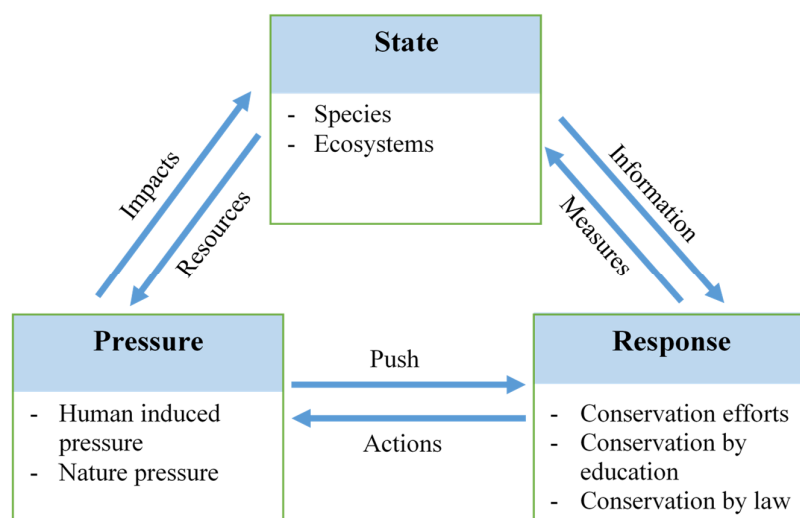 State
- Species
- Ecosystems
Impacts
Resources
Information
Measures
Pressure
- Human induced
pressure
- Nature pressure
Push
Actions
Response
- Conservation efforts
- Conservation by
education
- Conservation by law